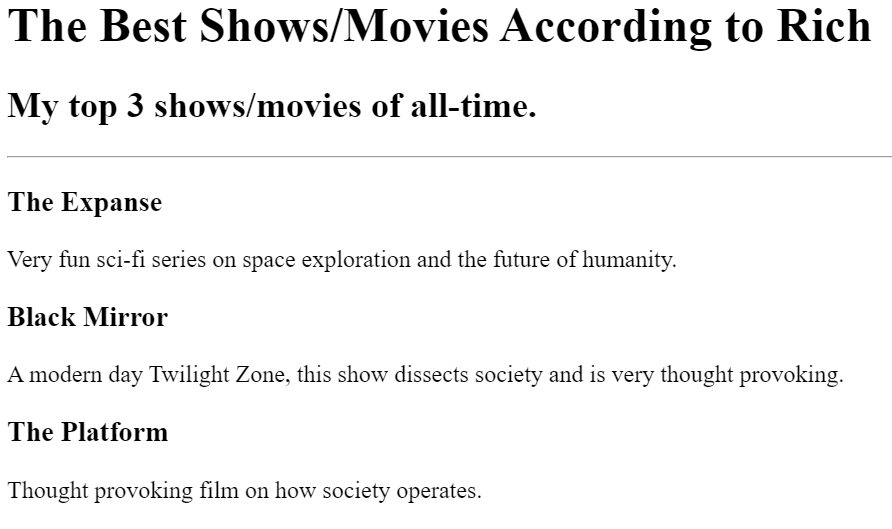 The Best Shows/Movies According to Rich
My top 3 shows/movies of all-time.
The Expanse
Very fun sci-fi series on space exploration and the future of humanity.
Black Mirror
A modern day Twilight Zone, this show dissects society and is very thought provoking.
The Platform
Thought provoking film on how society operates.